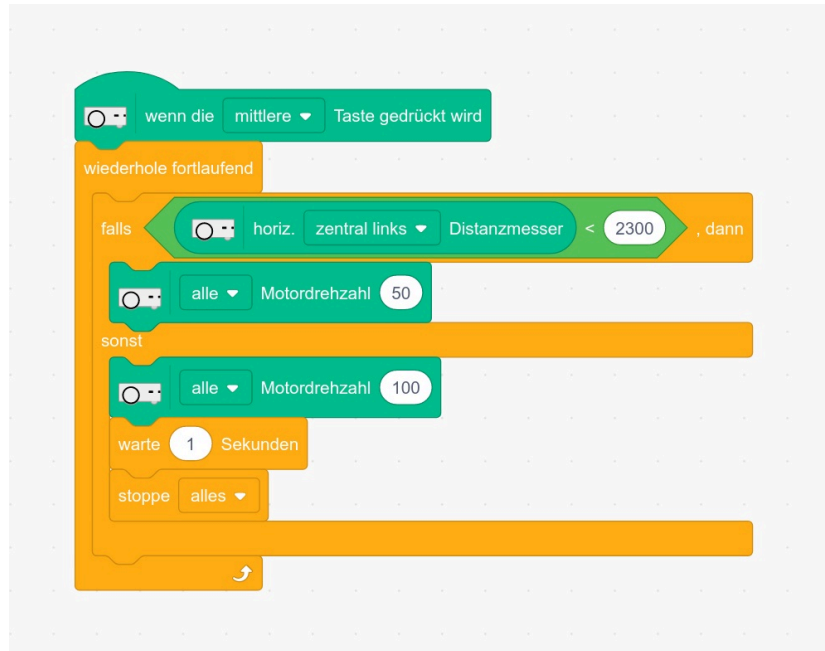 wenn die mittlere Taste gedrückt wird
wiederhole fortlaufend
falls horiz. zentral links Distanzmesser < 2300 , dann
alle Motordrehzahl 50
sonst
alle Motordrehzahl 100
warte 1 Sekunden
stoppe alles